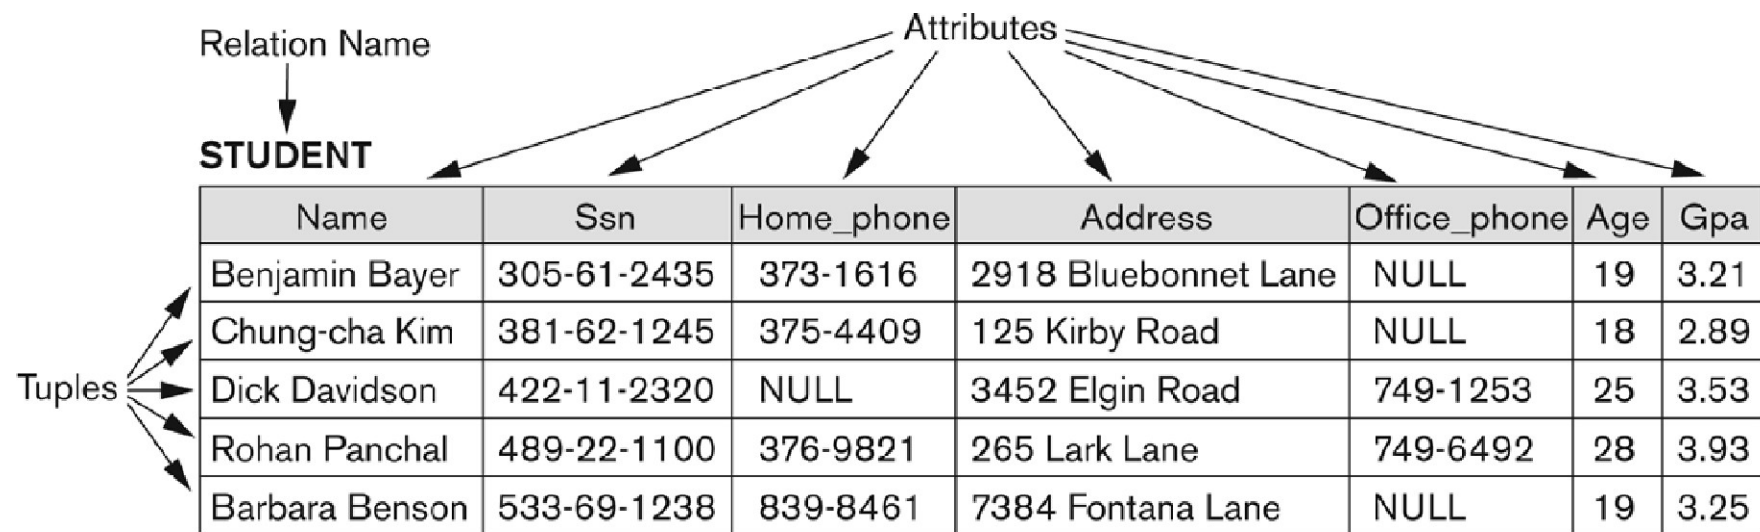 Attributes
Relation Name
STUDENT
Name Ssn Home_phone Address Office_phone Age Gpa
Benjamin Bayer 305-61-2435 373-1616 2918 Bluebonnet Lane NULL 19 3.21
Chung-cha Kim 381-62-1245 375-4409 125 Kirby Road NULL 18 2.89
Tuples Dick Davidson 422-11-2320 NULL 3452 Elgin Road 749-1253 25 3.53
Rohan Panchal 489-22-1100 376-9821 265 Lark Lane 749-6492 28 3.93
Barbara Benson 533-69-1238 839-8461 7384 Fontana Lane NULL 19 3.25